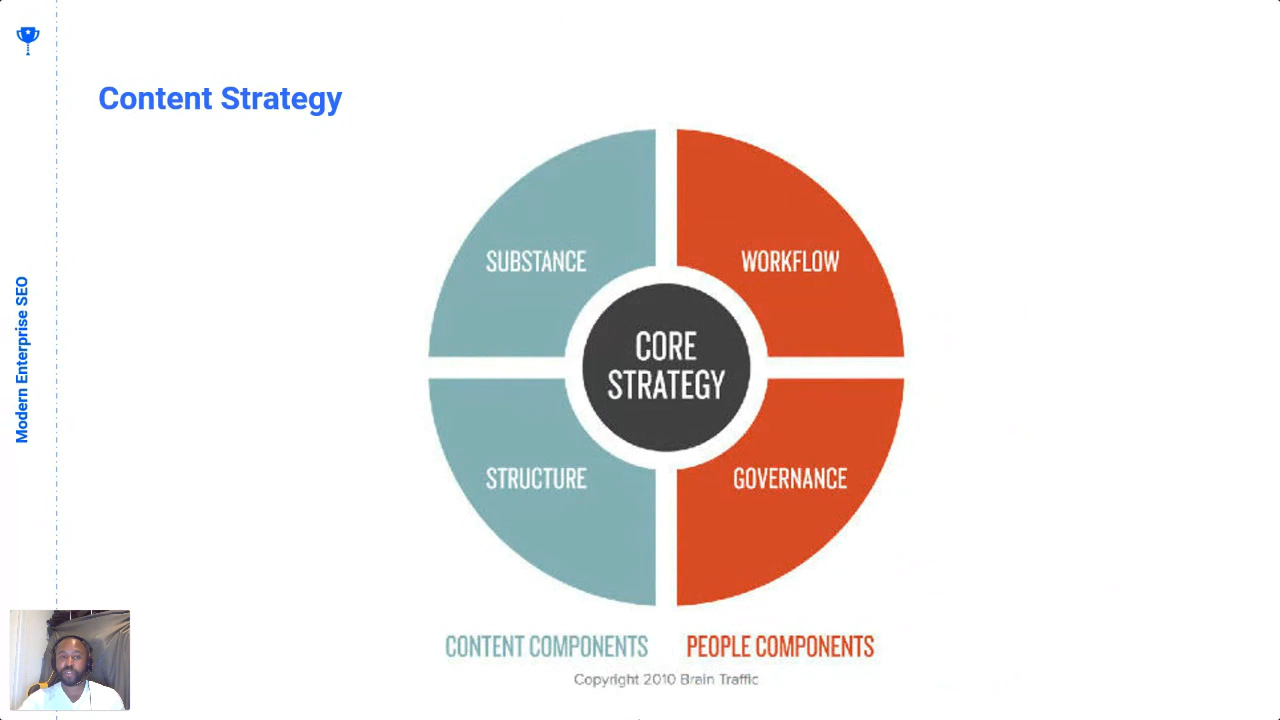 Content Strategy
SUBSTANCE
WORKFLOW
CORE
STRATEGY
STRUCTURE
GOVERNANCE
CONTENT COMPONENTS
PEOPLE COMPONENTS
Copyright 2010 Brain Traffic
Modern Enterprise SEO